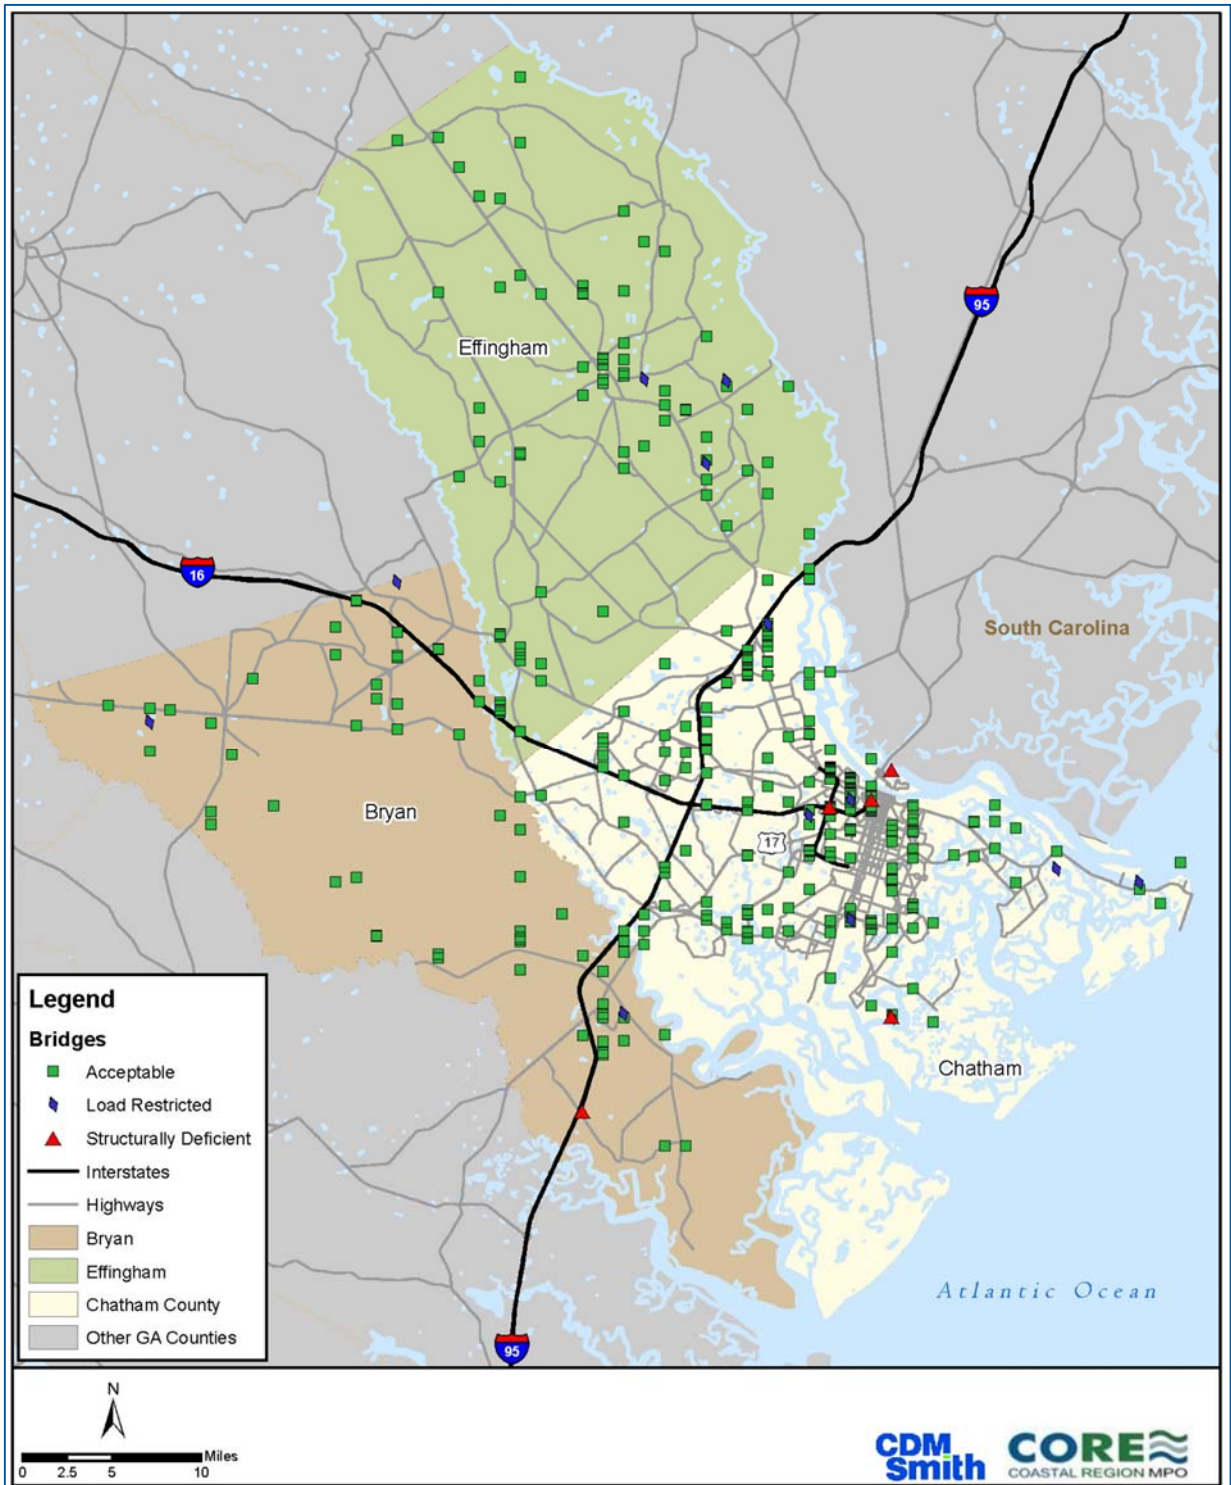 95
Effingham
16
South Carolina
17
Bryan
Chatham
Legend
Bridges
Acceptable
Load Restricted
Structurally Deficient
Interstates
Highways
Bryan
Effingham
Chatham County
Other GA Counties
Atlantic Ocean
95
N
Miles
0 2.5 5 10
CDM
Smith
CORE
COASTAL REGION MPO